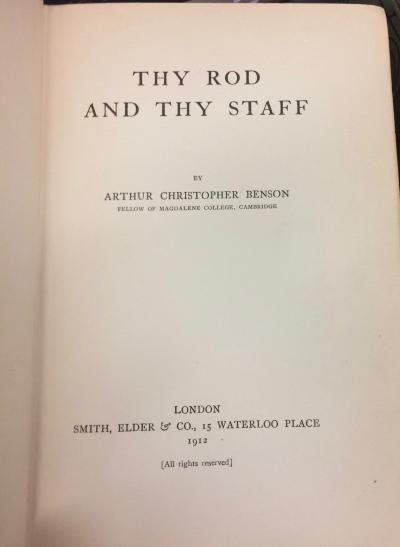 THY ROD
AND THY STAFF
BY
ARTHUR CHRISTOPHER BENSON
FELLOW OF MAGDALENE COLLEGE, CAMBRIDGE
LONDON
SMITH, ELDER & CO., 15 WATERLOO PLACE
1912
[All rights reserved]